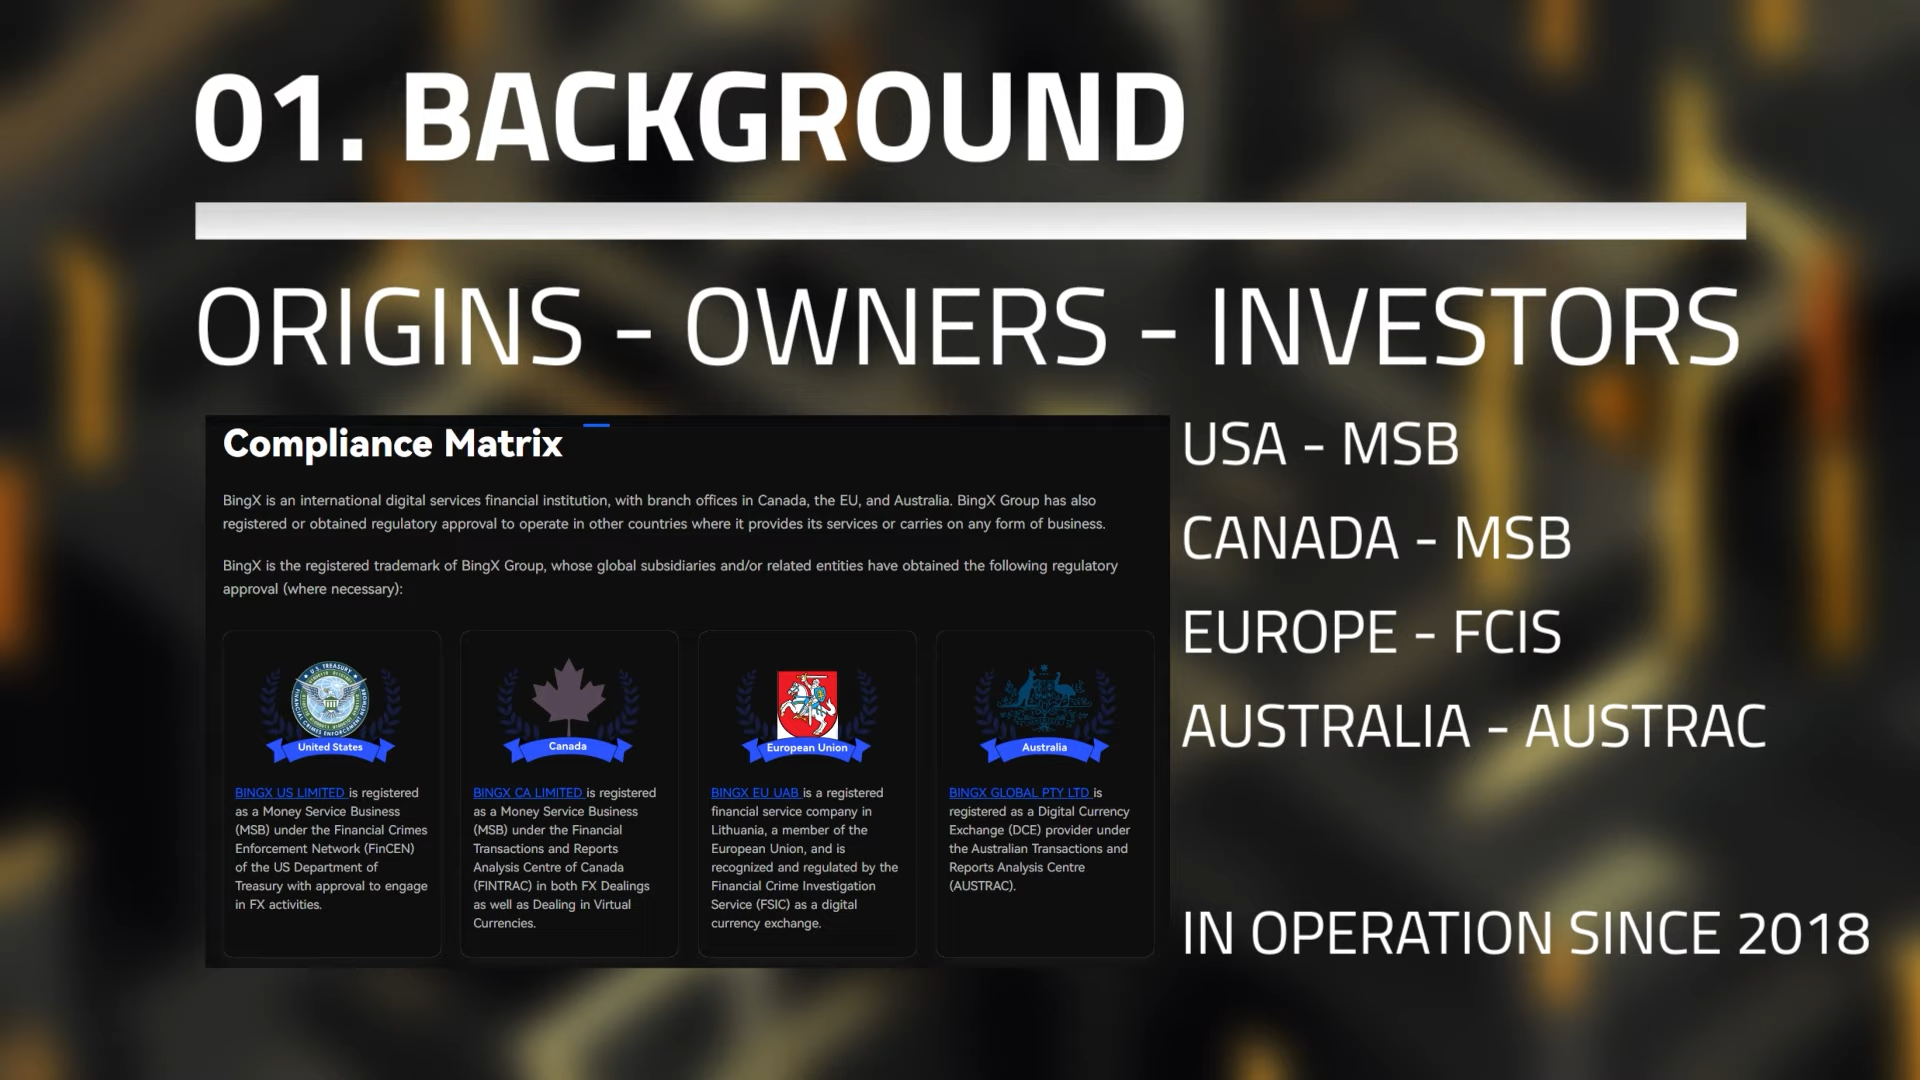 01. BACKGROUND
ORIGINS - OWNERS - INVESTORS
Compliance Matrix
BingX is an international digital services financial institution, with branch offices in Canada, the EU, and Australia. BingX Group has also
registered or obtained regulatory approval to operate in other countries where it provides its services or carries on any form of business.
BingX is the registered trademark of BingX Group, whose global subsidiaries and/or related entities have obtained the following regulatory
approval (where necessary):
U.S. TREASURY
FINANCIAL CRIMES ENFORCEMENT NETWORK
United States
BINGX US LIMITED is registered
as a Money Service Business
(MSB) under the Financial Crimes
Enforcement Network (FinCEN)
of the US Department of
Treasury with approval to engage
in FX activities.
Canada
BINGX CA LIMITED is registered
as a Money Service Business
(MSB) under the Financial
Transactions and Reports
Analysis Centre of Canada
(FINTRAC) in both FX Dealings
as well as Dealing in Virtual
Currencies.
European Union
BINGX EU UAB is a registered
financial service company in
Lithuania, a member of the
European Union, and is
recognized and regulated by the
Financial Crime Investigation
Service (FSIC) as a digital
currency exchange.
Australia
BINGX GLOBAL PTY LTD is
registered as a Digital Currency
Exchange (DCE) provider under
the Australian Transactions and
Reports Analysis Centre
(AUSTRAC).
USA - MSB
CANADA - MSB
EUROPE - FCIS
AUSTRALIA - AUSTRAC
IN OPERATION SINCE 2018